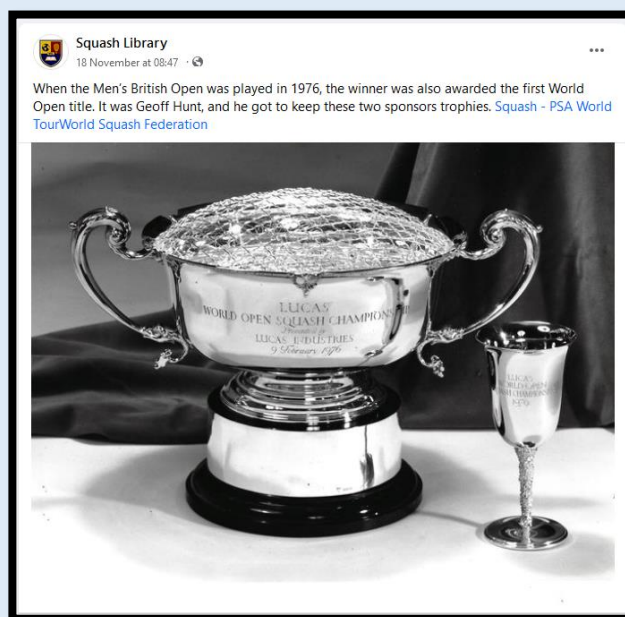 Squash Library
18 November at 08:47 ·
When the Men's British Open was played in 1976, the winner was also awarded the first World
Open title. It was Geoff Hunt, and he got to keep these two sponsors trophies. Squash - PSA World
TourWorld Squash Federation
LUCAS
WORLD OPEN SQUASH CHAMPIONSHIP
Presented by
LUCAS INDUSTRIES
9 February 1976
LUCAS
WORLD OPEN